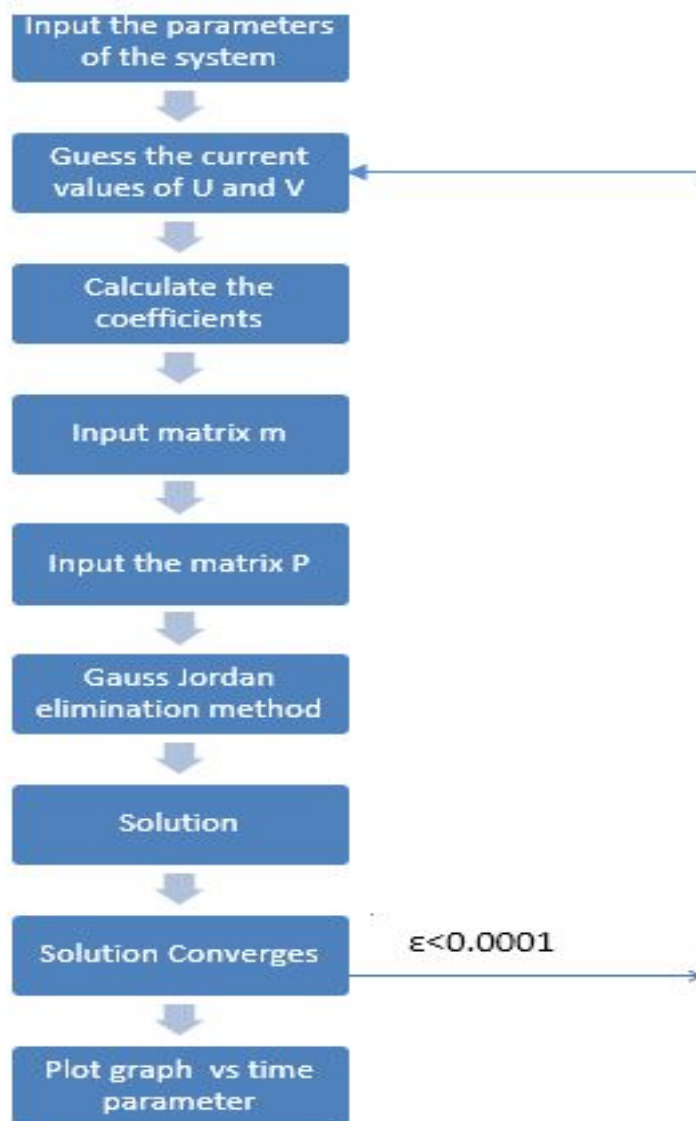 Input the parameters
of the system
Guess the current
values of U and V
Calculate the
coefficients
Input matrix m
Input the matrix P
Gauss Jordan
elimination method
Solution
Solution Converges
ε<0.0001
Plot graph vs time
parameter